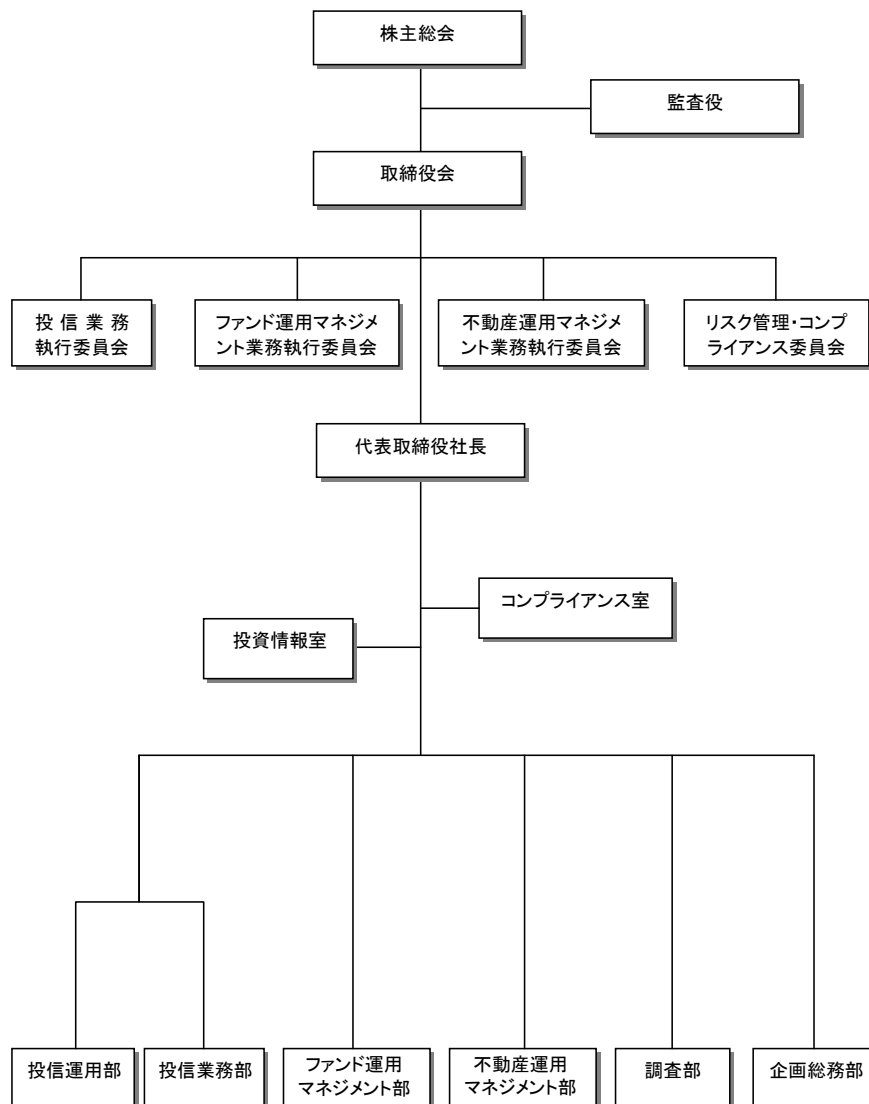 株主総会
監査役
取締役会
投信業務
執行委員会
ファンド運用マネジメ
ント業務執行委員会
不動産運用マネジメ
ント業務執行委員会
リスク管理・コンプ
ライアンス委員会
代表取締役社長
コンプライアンス室
投資情報室
投信運用部
投信業務部
ファンド運用
マネジメント部
不動産運用
マネジメント部
調査部
企画総務部